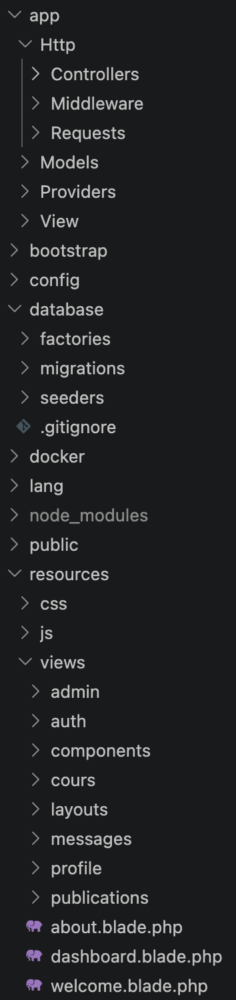 app
Http
Controllers
Middleware
Requests
Models
Providers
View
bootstrap
config
database
factories
migrations
seeders
.gitignore
docker
lang
node_modules
public
resources
css
js
views
admin
auth
components
cours
layouts
messages
profile
publications
about.blade.php
dashboard.blade.php
welcome.blade.php